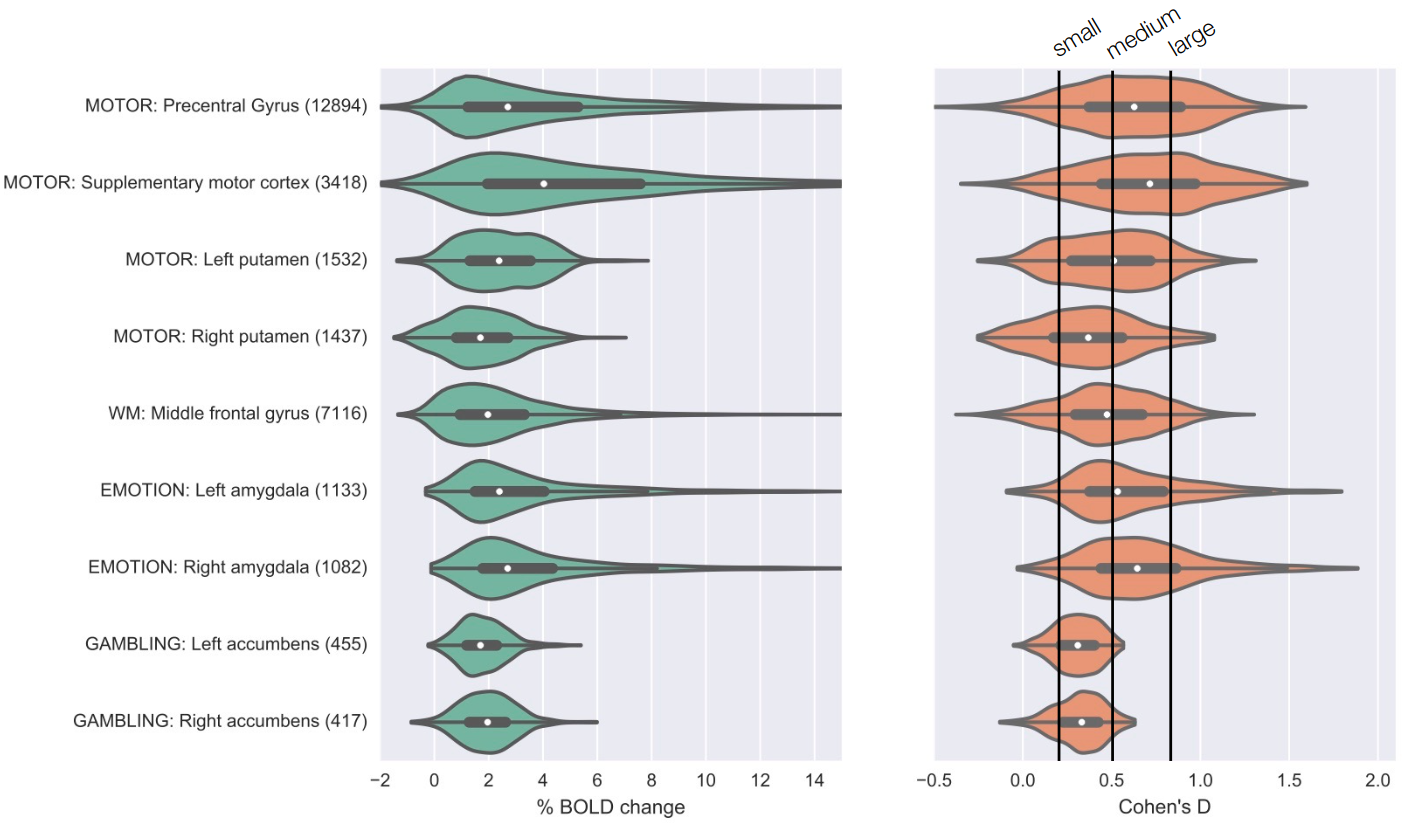 small
medium
large
MOTOR: Precentral Gyrus (12894)
MOTOR: Supplementary motor cortex (3418)
MOTOR: Left putamen (1532)
MOTOR: Right putamen (1437)
WM: Middle frontal gyrus (7116)
EMOTION: Left amygdala (1133)
EMOTION: Right amygdala (1082)
GAMBLING: Left accumbens (455)
GAMBLING: Right accumbens (417)
−2 0 2 4 6 8 10 12 14
% BOLD change
−0.5 0.0 0.5 1.0 1.5 2.0
Cohen's D